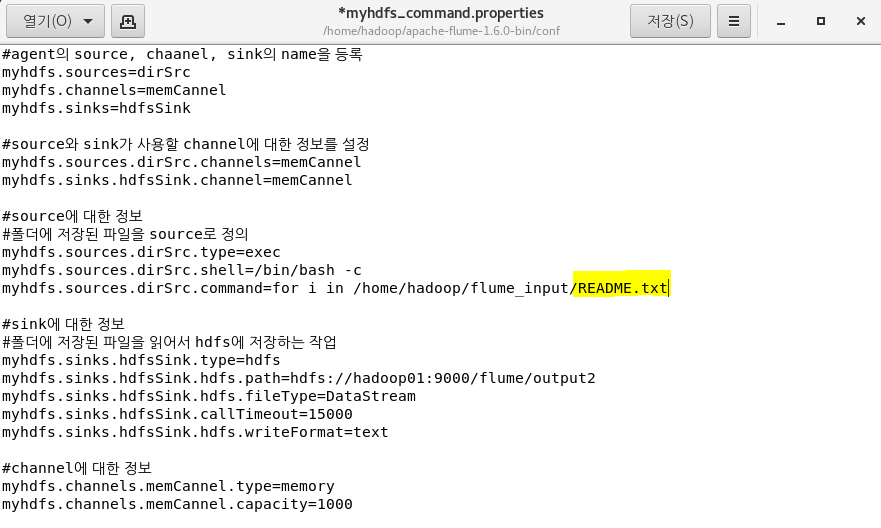 열기(O)
*myhdfs_command.properties
/home/hadoop/apache-flume-1.6.0-bin/conf
저장(S)
#agent의 source, chaanel, sink의 name을 등록
myhdfs.sources=dirSrc
myhdfs.channels=memCannel
myhdfs.sinks=hdfsSink
#source와 sink가 사용할 channel에 대한 정보를 설정
myhdfs.sources.dirSrc.channels=memCannel
myhdfs.sinks.hdfsSink.channel=memCannel
#source에 대한 정보
#폴더에 저장된 파일을 source로 정의
myhdfs.sources.dirSrc.type=exec
myhdfs.sources.dirSrc.shell=/bin/bash -c
myhdfs.sources.dirSrc.command=for i in /home/hadoop/flume_input/README.txt
#sink에 대한 정보
#폴더에 저장된 파일을 읽어서 hdfs에 저장하는 작업
myhdfs.sinks.hdfsSink.type=hdfs
myhdfs.sinks.hdfsSink.hdfs.path=hdfs://hadoop01:9000/flume/output2
myhdfs.sinks.hdfsSink.hdfs.fileType=DataStream
myhdfs.sinks.hdfsSink.callTimeout=15000
myhdfs.sinks.hdfsSink.hdfs.writeFormat=text
#channel에 대한 정보
myhdfs.channels.memCannel.type=memory
myhdfs.channels.memCannel.capacity=1000